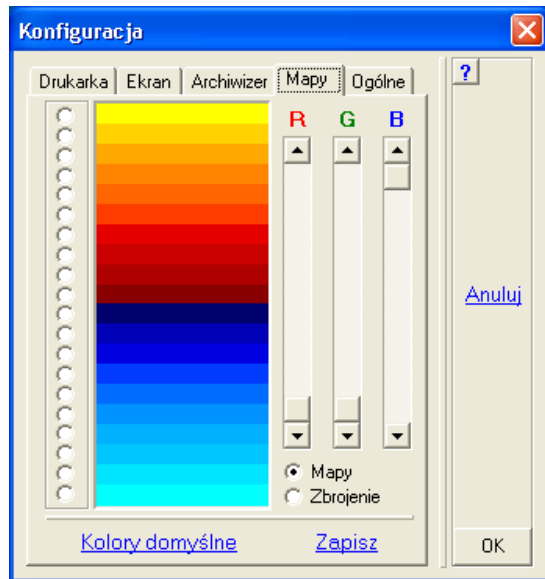 Konfiguracja
Drukarka Ekran Archiwizer Mapy Ogólne
?
R G B
Anuluj
Mapy
Zbrojenie
Kolory domyślne Zapisz
OK